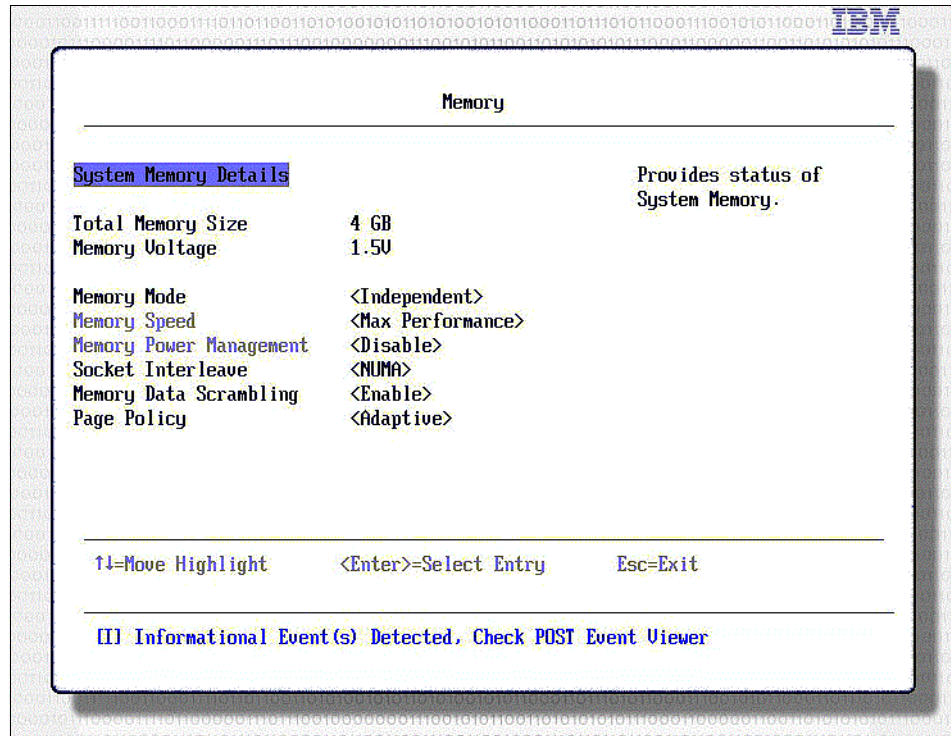 IBM
Memory
System Memory Details
Provides status of
System Memory.
Total Memory Size 4 GB
Memory Voltage 1.5V
Memory Mode <Independent>
Memory Speed <Max Performance>
Memory Power Management <Disable>
Socket Interleave <NUMA>
Memory Data Scrambling <Enable>
Page Policy <Adaptive>
↑↓=Move Highlight <Enter>=Select Entry Esc=Exit
[I] Informational Event(s) Detected, Check POST Event Viewer